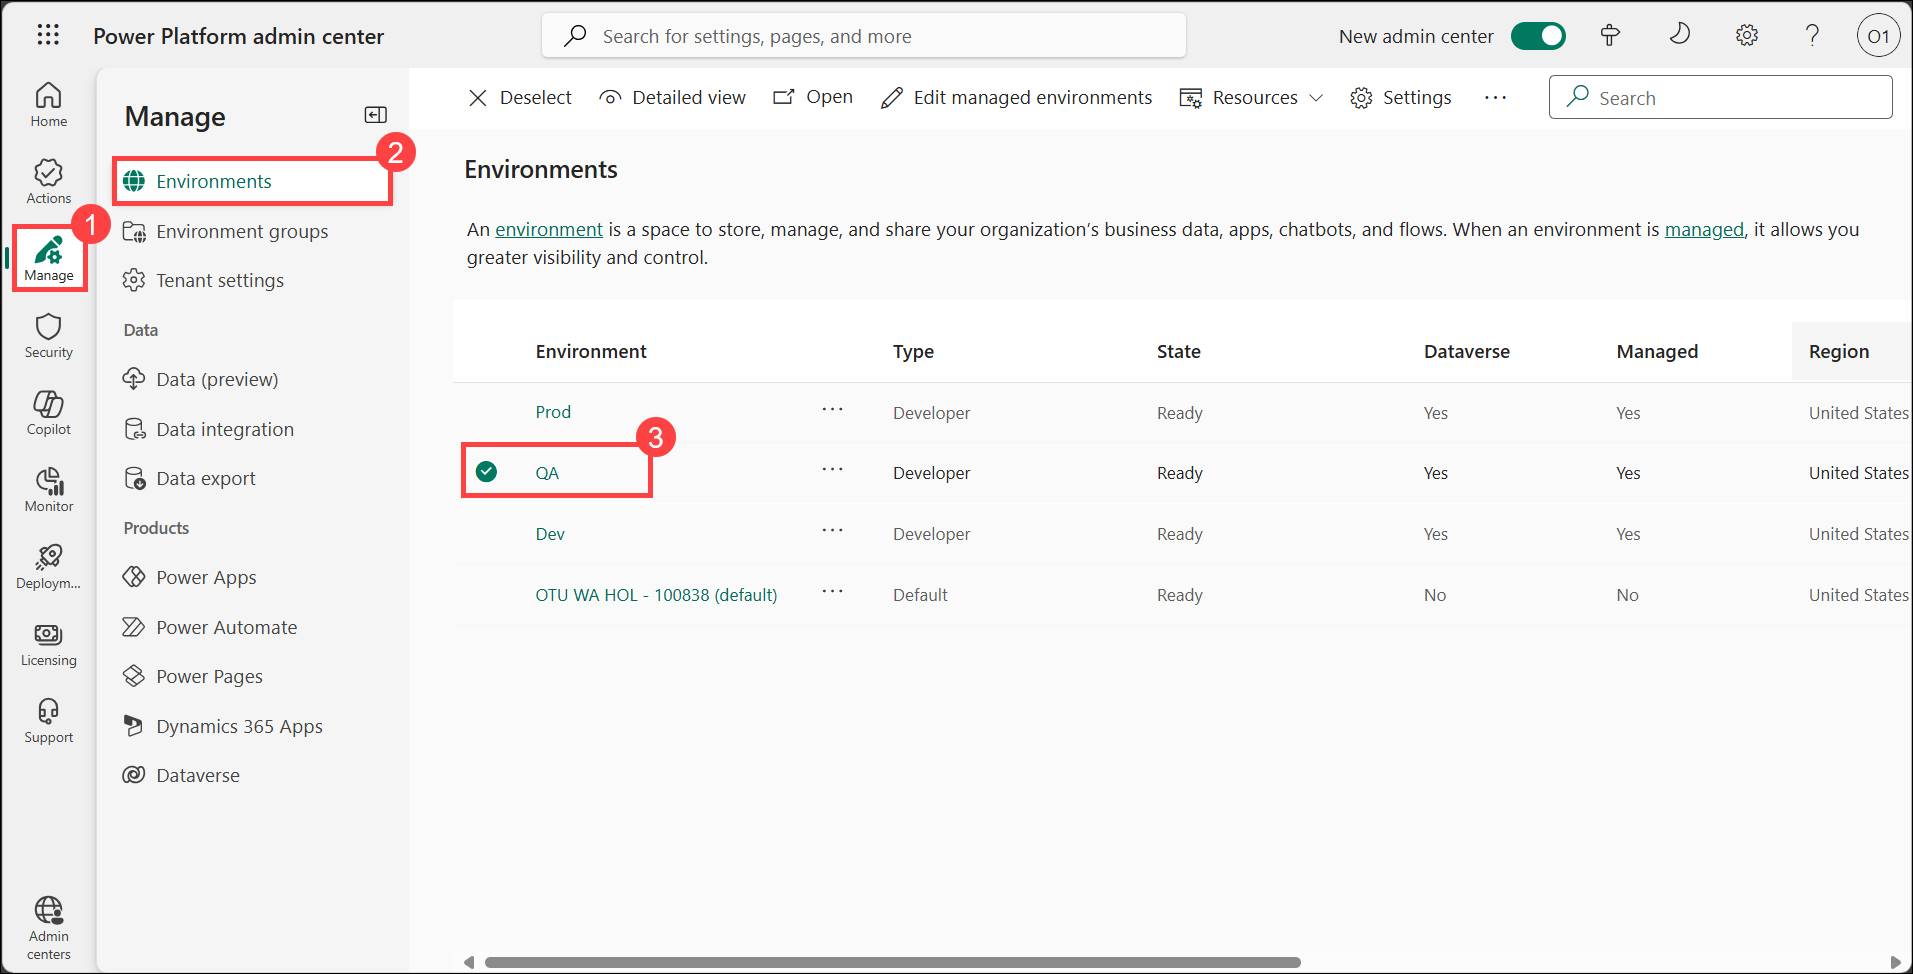 Power Platform admin center
Search for settings, pages, and more
New admin center
O1
Home
Actions
1
Manage
Security
Copilot
Monitor
Deploym...
Licensing
Support
Admin
centers
Manage
2
Environments
Environment groups
Tenant settings
Data
Data (preview)
Data integration
Data export
Products
Power Apps
Power Automate
Power Pages
Dynamics 365 Apps
Dataverse
Deselect
Detailed view
Open
Edit managed environments
Resources
Settings
...
Search
Environments
An environment is a space to store, manage, and share your organization's business data, apps, chatbots, and flows. When an environment is managed, it allows you
greater visibility and control.
Environment Type State Dataverse Managed Region
Prod ... Developer Ready Yes Yes United States
3
QA ... Developer Ready Yes Yes United States
Dev ... Developer Ready Yes Yes United States
OTU WA HOL - 100838 (default) ... Default Ready No No United States